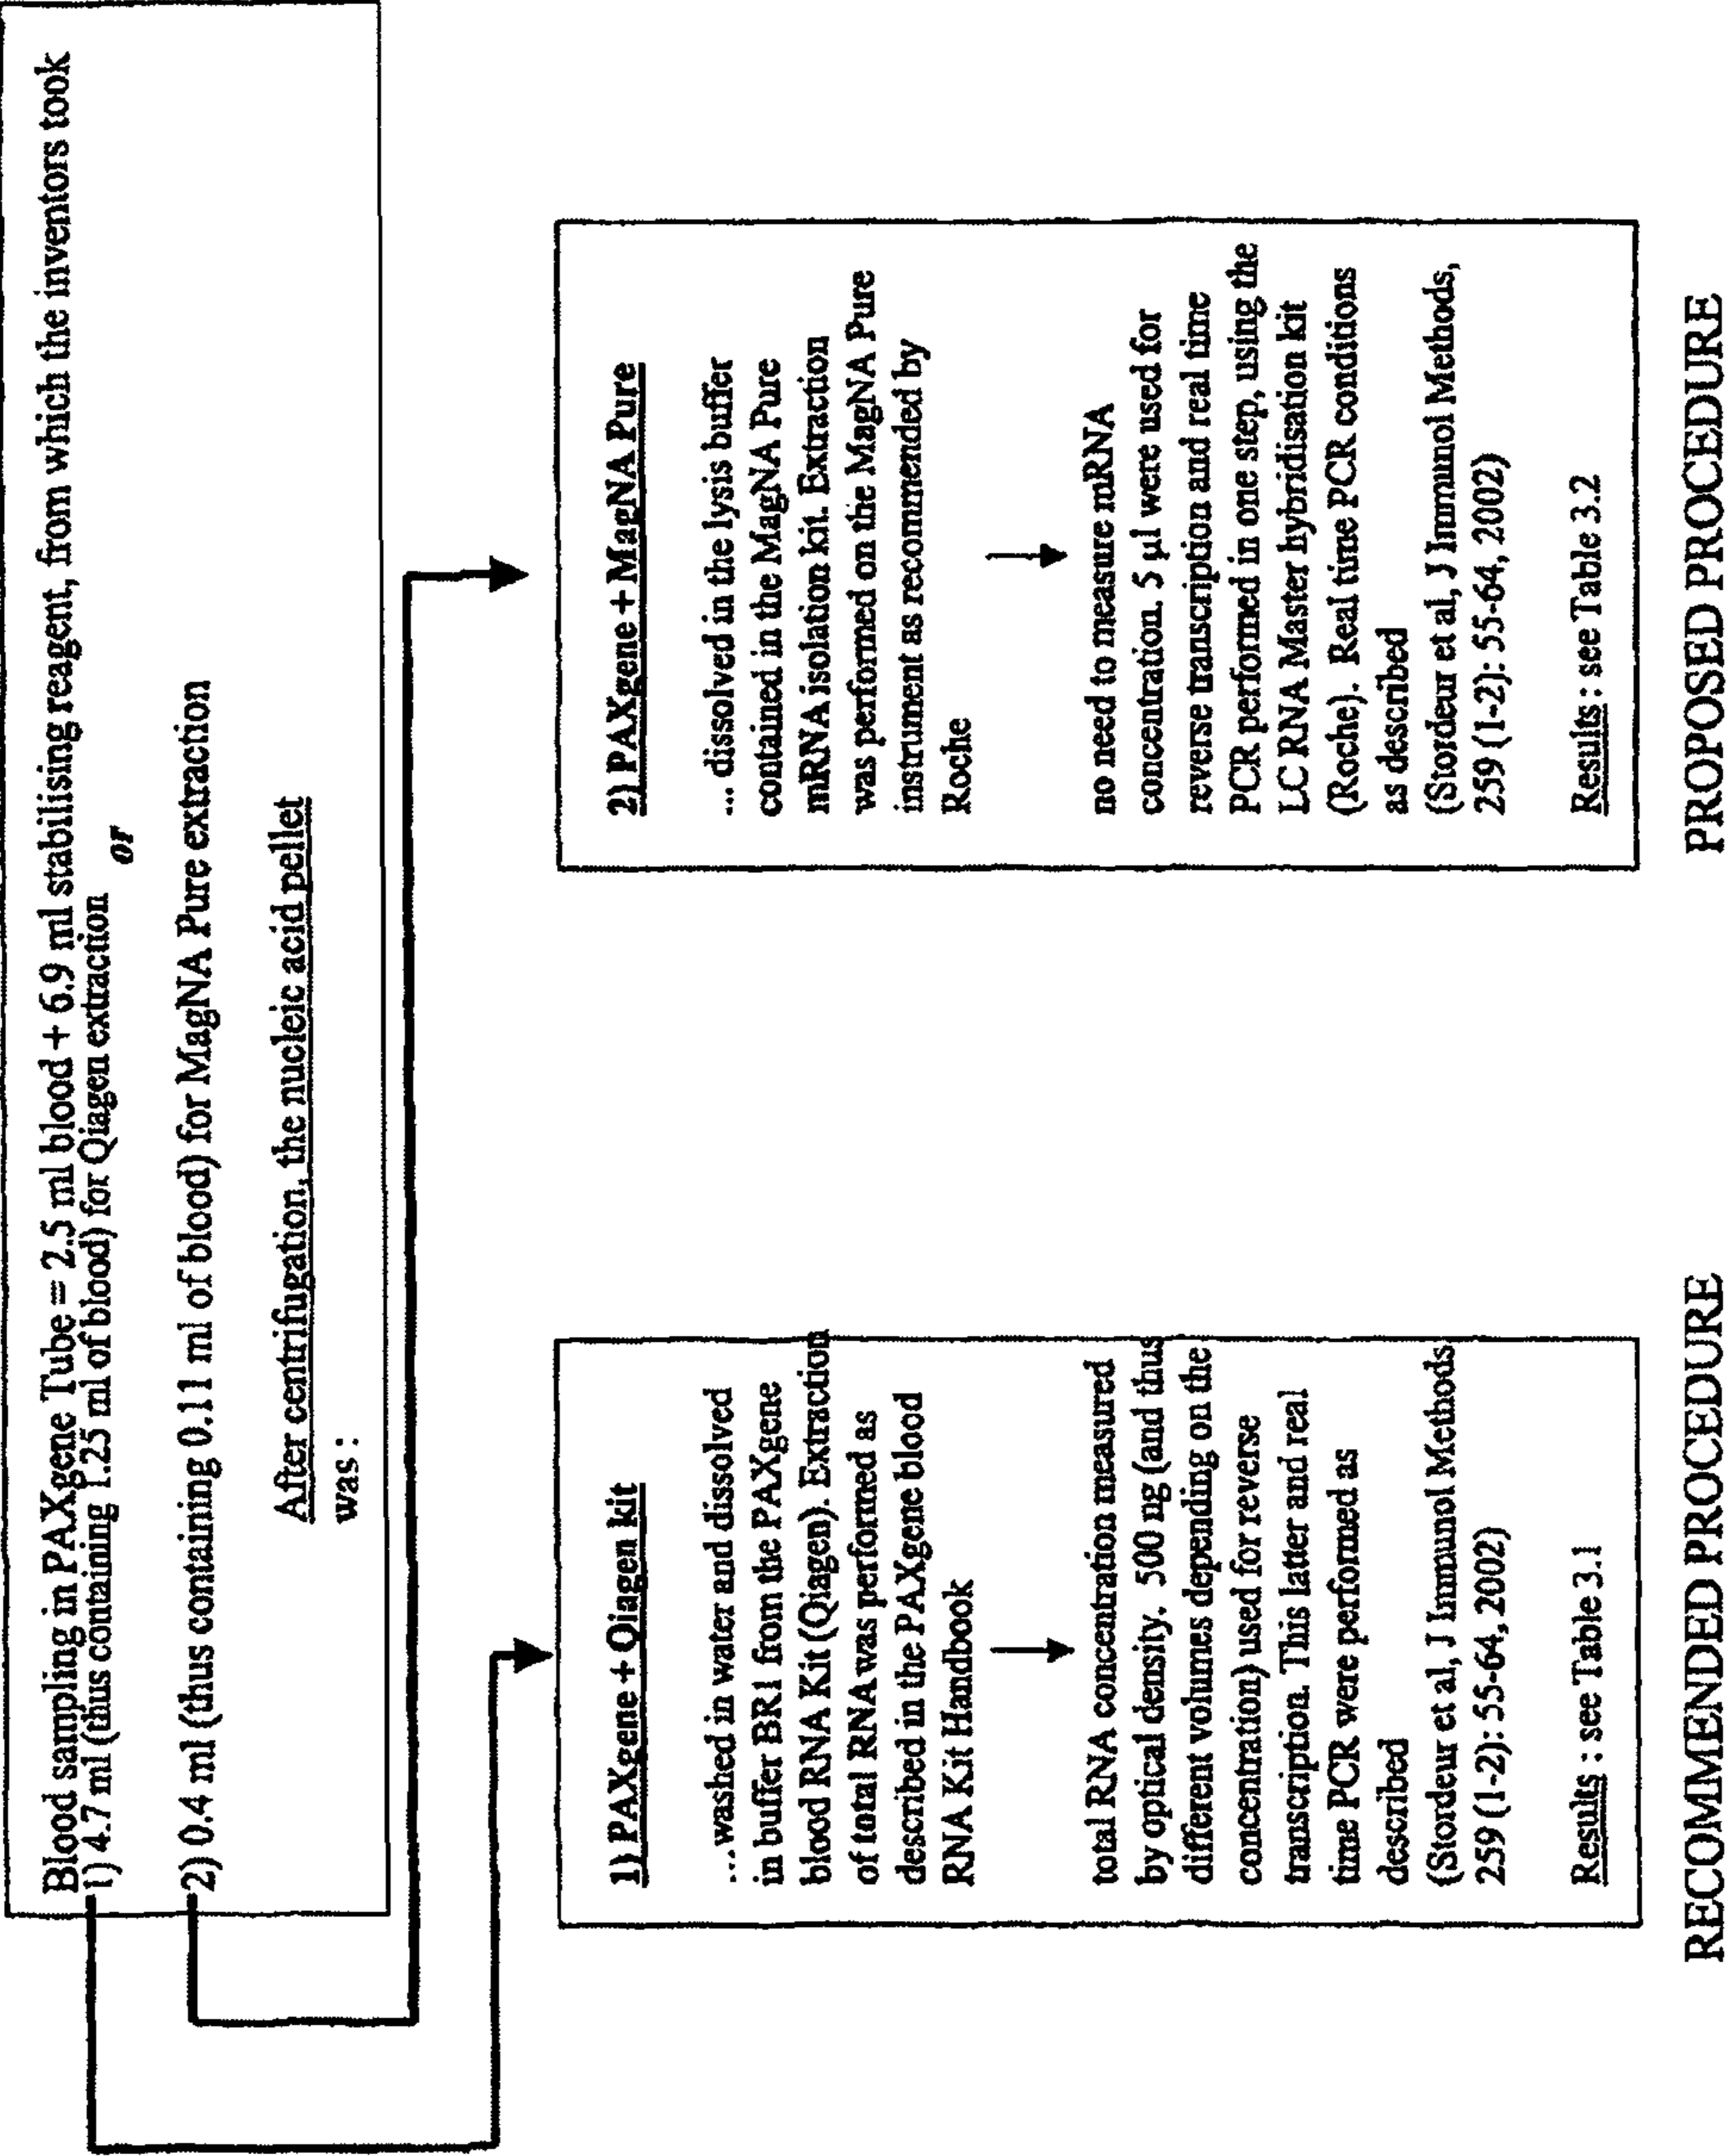 Blood sampling in PAXgene Tube = 2.5 ml blood + 6.9 ml stabilising reagent, from which the inventors took
1) 4.7 ml (thus containing 1.25 ml of blood) for Qiagen extraction
or
2) 0.4 ml (thus containing 0.11 ml of blood) for MagNA Pure extraction
After centrifugation, the nucleic acid pellet
was :
1) PAXgene + Qiagen kit
...washed in water and dissolved
in buffer BR1 from the PAXgene
blood RNA Kit (Qiagen). Extraction
of total RNA was performed as
described in the PAXgene blood
RNA Kit Handbook
total RNA concentration measured
by optical density. 500 ng (and thus
different volumes depending on the
concentration) used for reverse
transcription. This latter and real
time PCR were performed as
described
(Stordeur et al, J Immunol Methods
259 (1-2): 55-64, 2002)
Results : see Table 3.1
RECOMMENDED PROCEDURE
2) PAXgene + MagNA Pure
... dissolved in the lysis buffer
contained in the MagNA Pure
mRNA isolation kit. Extraction
was performed on the MagNA Pure
instrument as recommended by
Roche
no need to measure mRNA
concentration. 5 µl were used for
reverse transcription and real time
PCR performed in one step, using the
LC RNA Master hybridisation kit
(Roche). Real time PCR conditions
as described
(Stordeur et al, J Immunol Methods,
259 (1-2): 55-64, 2002)
Results : see Table 3.2
PROPOSED PROCEDURE